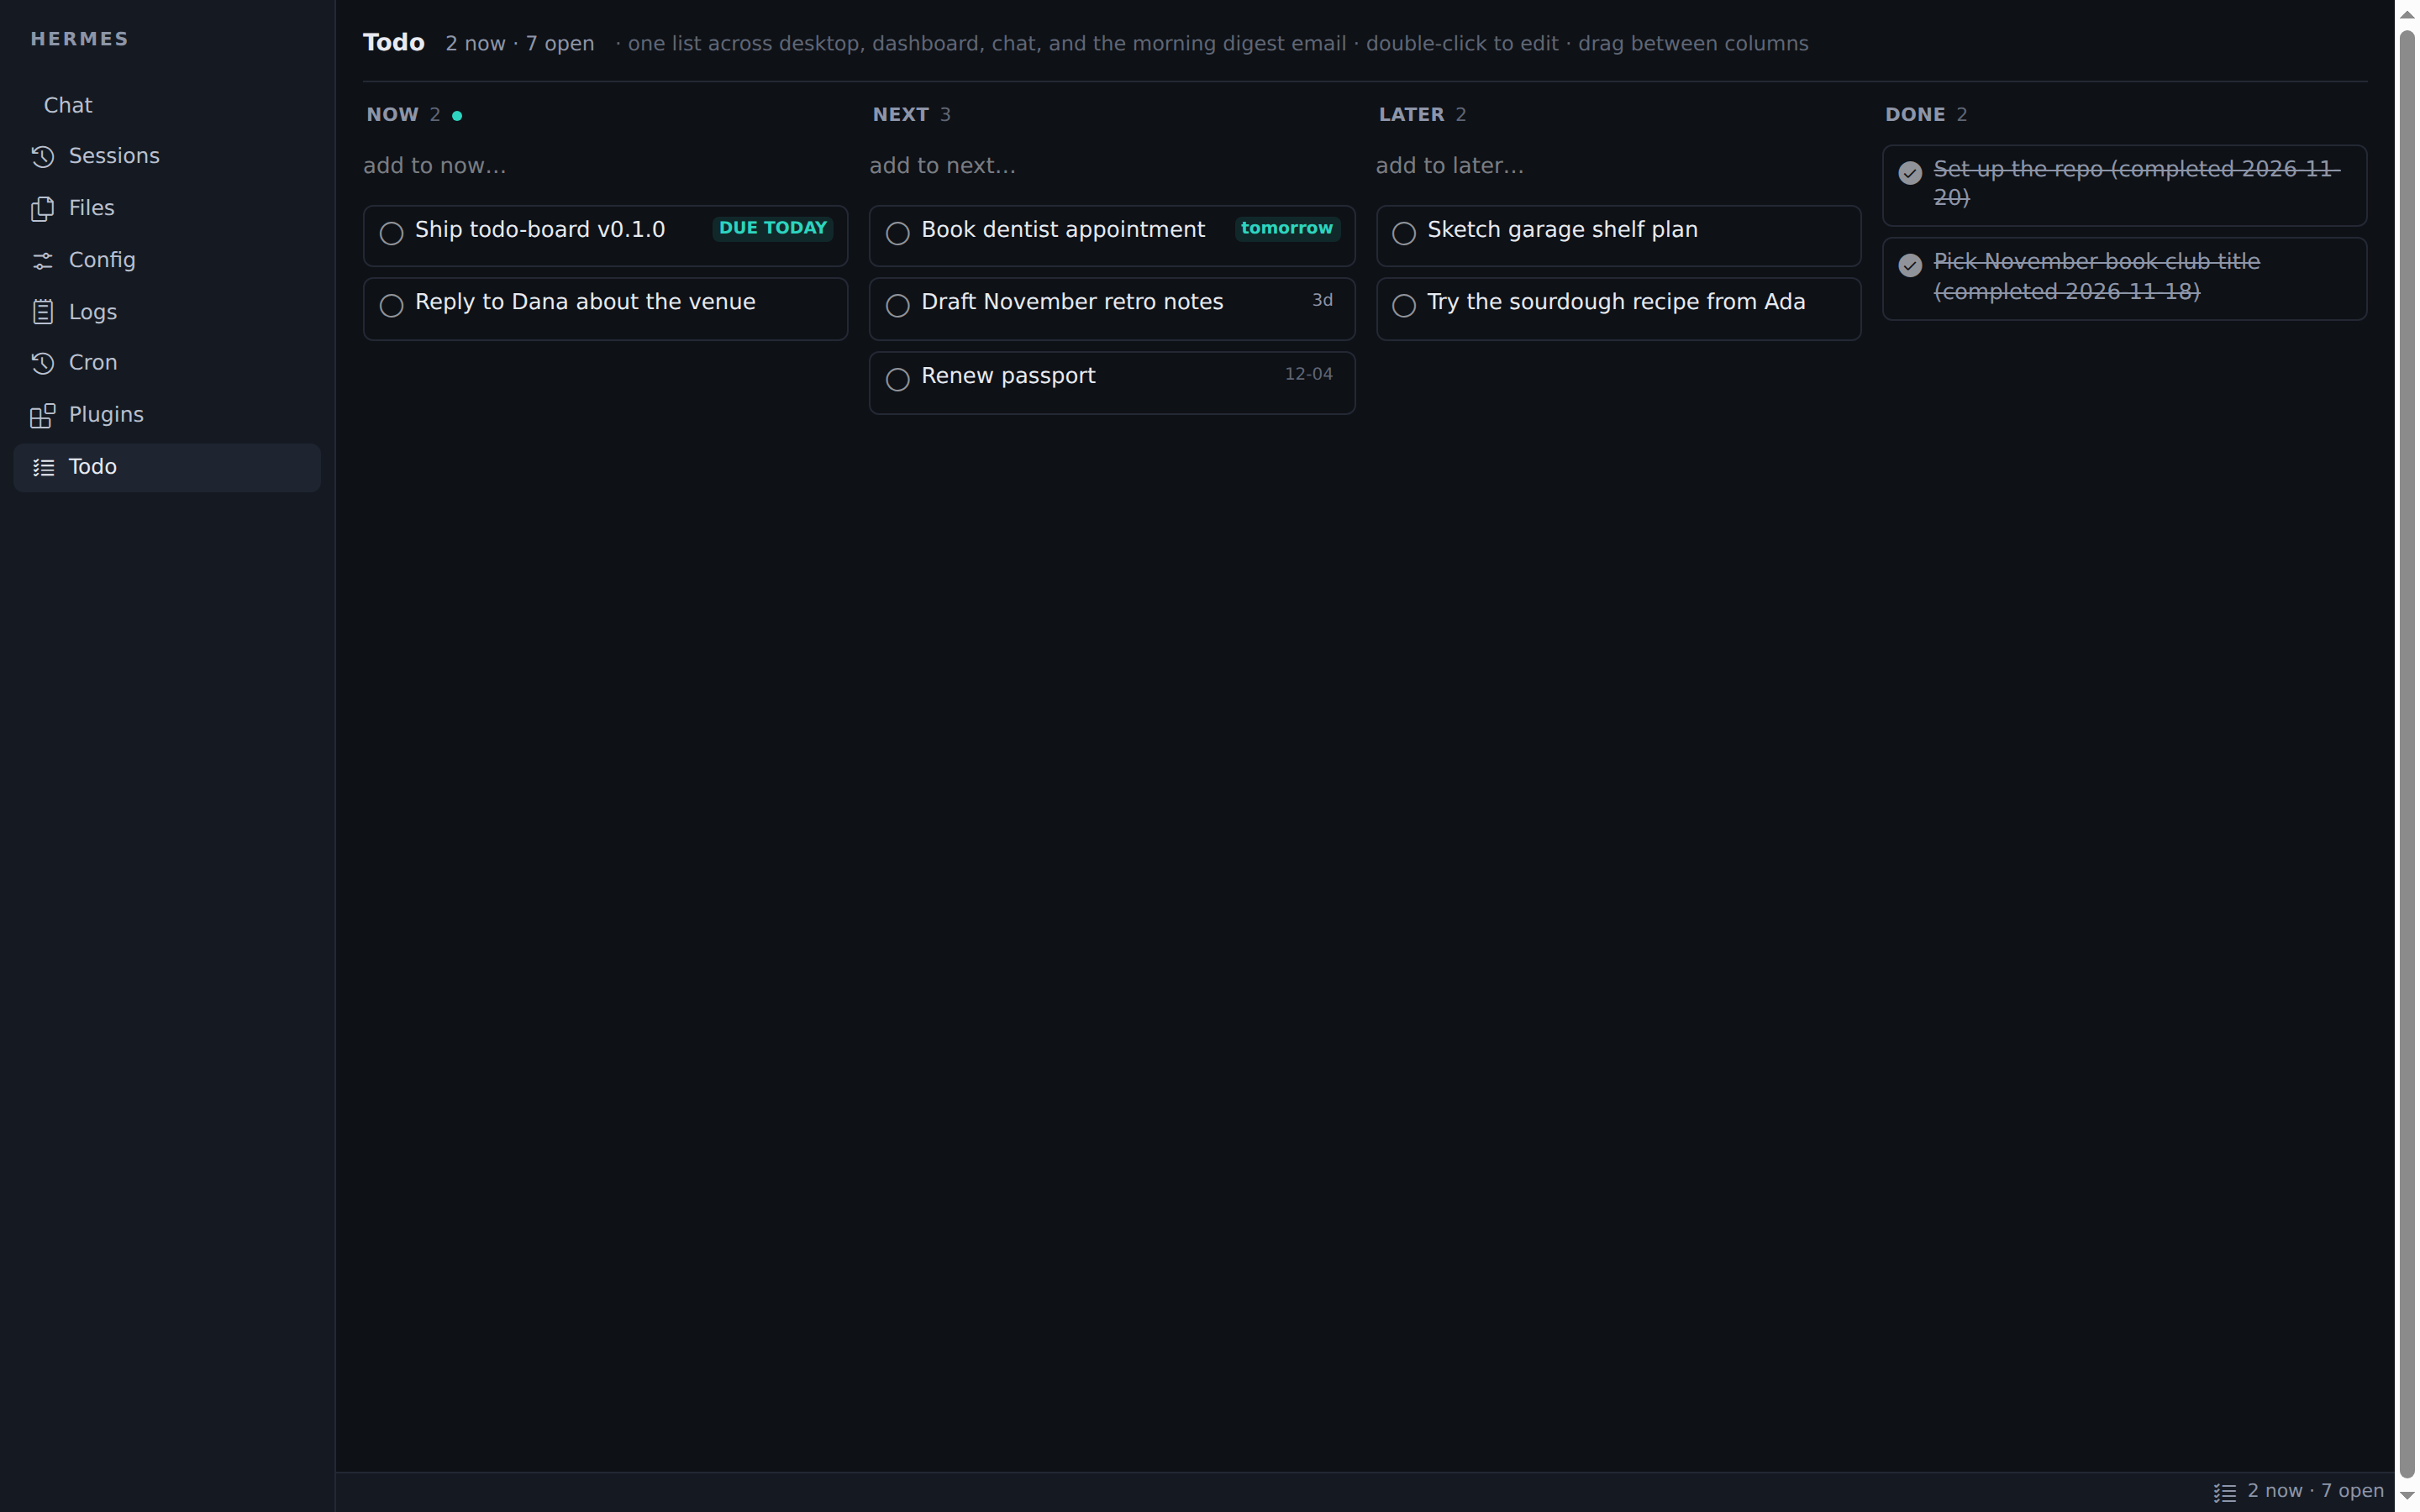 HERMES
Chat
Sessions
Files
Config
Logs
Cron
Plugins
Todo
Todo 2 now · 7 open · one list across desktop, dashboard, chat, and the morning digest email · double-click to edit · drag between columns
NOW 2
add to now...
Ship todo-board v0.1.0 DUE TODAY
Reply to Dana about the venue
NEXT 3
add to next...
Book dentist appointment tomorrow
Draft November retro notes 3d
Renew passport 12-04
LATER 2
add to later...
Sketch garage shelf plan
Try the sourdough recipe from Ada
DONE 2
Set up the repo (completed 2026-11-
20)
Pick November book club title
(completed 2026-11-18)
2 now · 7 open